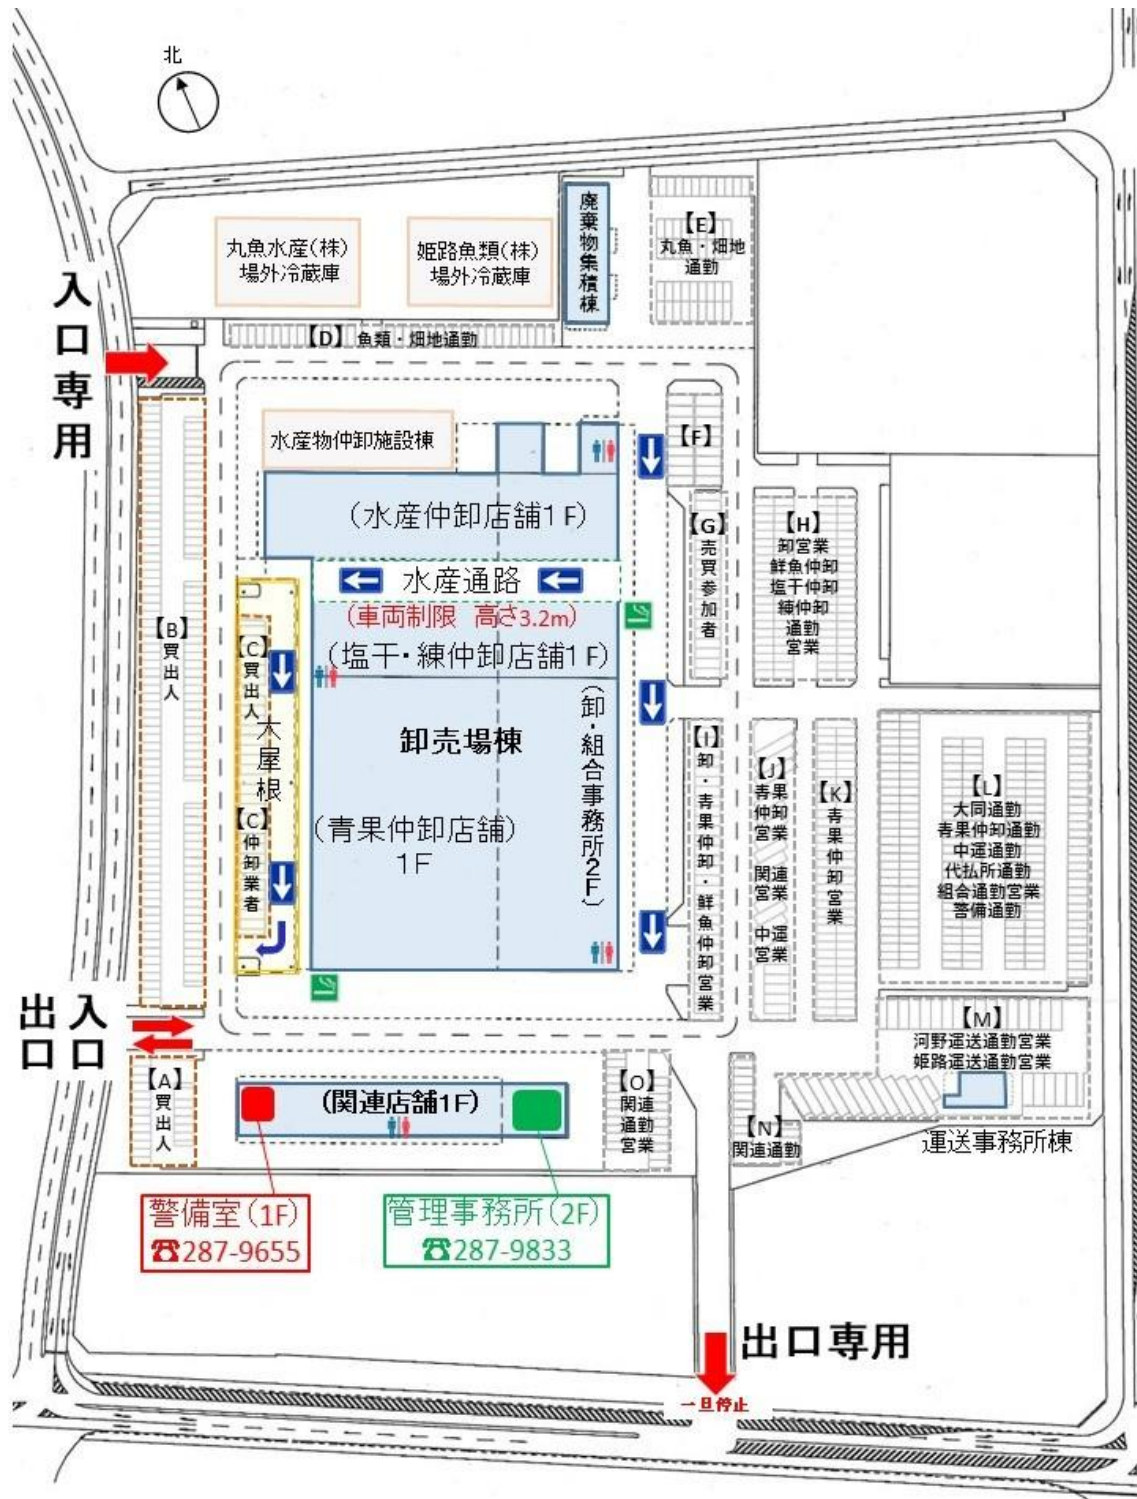 北
丸魚水産(株)
場外冷蔵庫
姫路魚類(株)
場外冷蔵庫
廃棄物集積棟
【E】
丸魚・畑地
通勤
入口専用
【D】 魚類・畑地通勤
水産物仲卸施設棟
【F】
(水産仲卸店舗1F)
水産通路
(車両制限 高さ3.2m)
(塩干・練仲卸店舗1F)
【G】
売買参加者
【H】
卸営業
鮮魚仲卸
塩干仲卸
練仲卸
通勤
営業
【B】
買出人
【C】
買出人
大屋根
【C】
仲卸業者
卸売場棟
(青果仲卸店舗)
1F
(卸・組合事務所2F)
【I】
卸・青果仲卸・鮮魚仲卸営業
【J】
青果
仲卸
営業
関連
営業
中運
営業
【K】
青果仲卸営業
【L】
大同通勤
青果仲卸通勤
中運通勤
代払所通勤
組合通勤営業
警備通勤
出口
入口
【M】
河野運送通勤営業
姫路運送通勤営業
【A】
買出人
(関連店舗1F)
【O】
関連
通勤
営業
【N】
関連通勤
運送事務所棟
警備室(1F)
☎287-9655
管理事務所(2F)
☎287-9833
出口専用
一旦停止